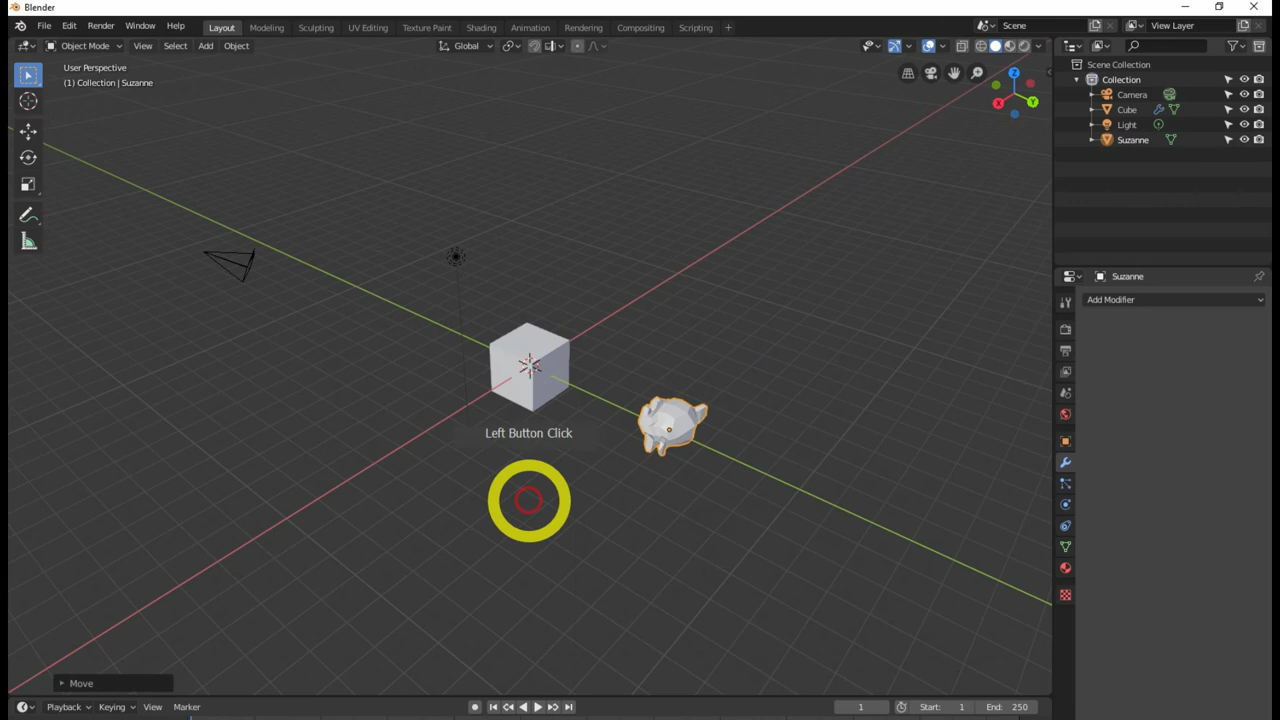 Blender
File Edit Render Window Help Layout Modeling Sculpting UV Editing Texture Paint Shading Animation Rendering Compositing Scripting + Scene View Layer
Object Mode View Select Add Object Global
User Perspective
(1) Collection | Suzanne
Z
X
Y
Scene Collection
Collection
Camera
Cube
Light
Suzanne
Suzanne
Add Modifier
Left Button Click
Move
Playback Keying View Marker 1 Start: 1 End: 250